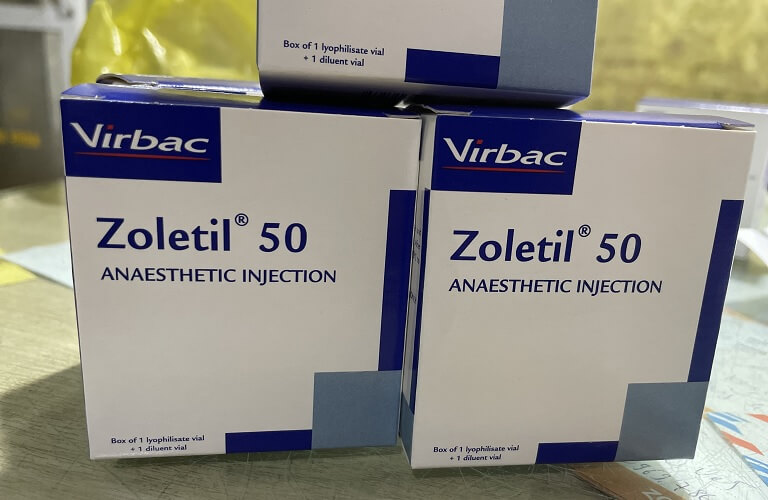 Box of 1 lyophilisate vial
+ 1 diluent vial
Virbac
Zoletil® 50
ANAESTHETIC INJECTION
Box of 1 lyophilisate vial
+ 1 diluent vial
Virbac
Zoletil® 50
ANAESTHETIC INJECTION
Box of 1 lyophilisate vial
+ 1 diluent vial